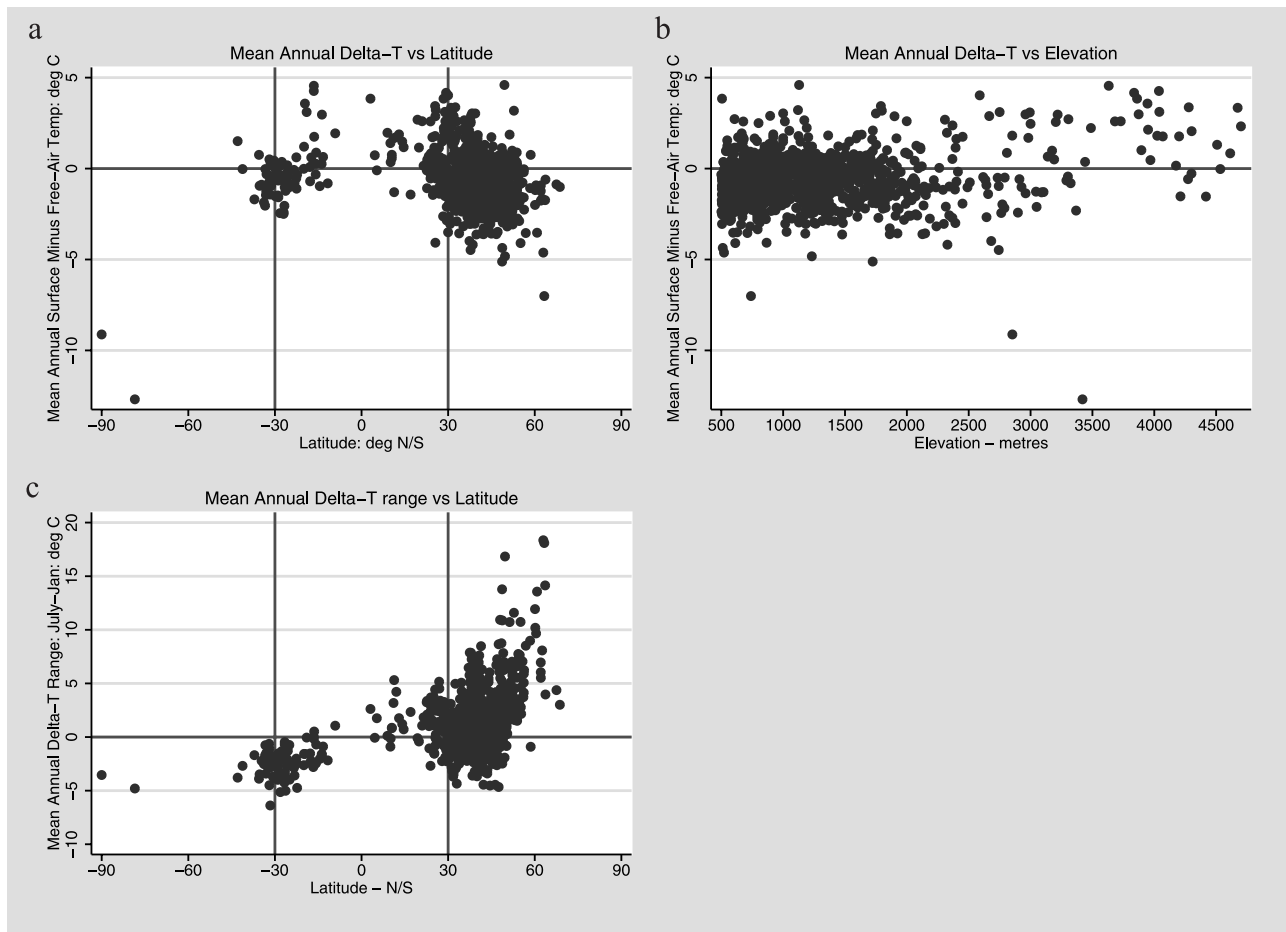 a
Mean Annual Delta−T vs Latitude
Mean Annual Surface Minus Free−Air Temp: deg C
5
0
−5
−10
−90 −60 −30 0 30 60 90
Latitude: deg N/S
b
Mean Annual Delta−T vs Elevation
Mean Annual Surface Minus Free−Air Temp: deg C
5
0
−5
−10
500 1000 1500 2000 2500 3000 3500 4000 4500
Elevation − metres
c
Mean Annual Delta−T range vs Latitude
Mean Annual Delta−T Range: July−Jan: deg C
20
15
10
5
0
−5
−10
−90 −60 −30 0 30 60 90
Latitude − N/S